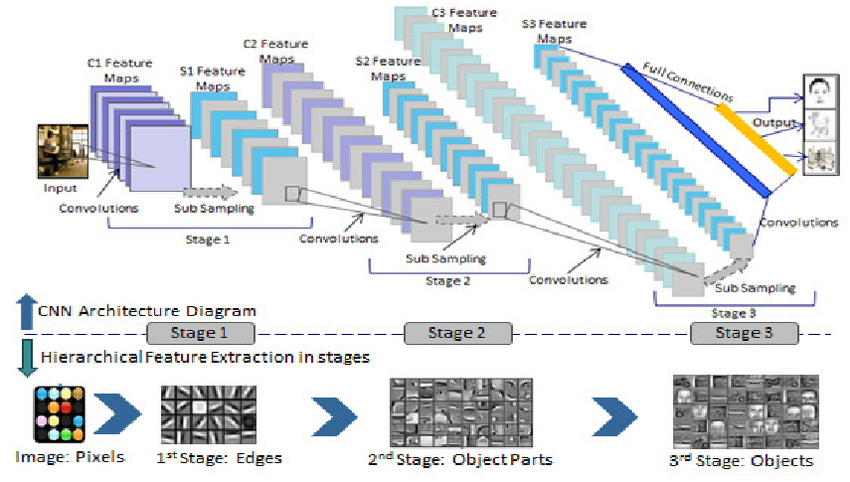 C1 Feature
Maps
S1 Feature
Maps
C2 Feature
Maps
S2 Feature
Maps
C3 Feature
Maps
S3 Feature
Maps
Full Connections
Output
Input
Convolutions
Sub Sampling
Stage 1
Convolutions
Sub Sampling
Stage 2
Convolutions
Convolutions
Sub Sampling
Stage 3
CNN Architecture Diagram
Stage 1
Stage 2
Stage 3
Hierarchical Feature Extraction in stages
Image: Pixels
1st Stage: Edges
2nd Stage: Object Parts
3rd Stage: Objects